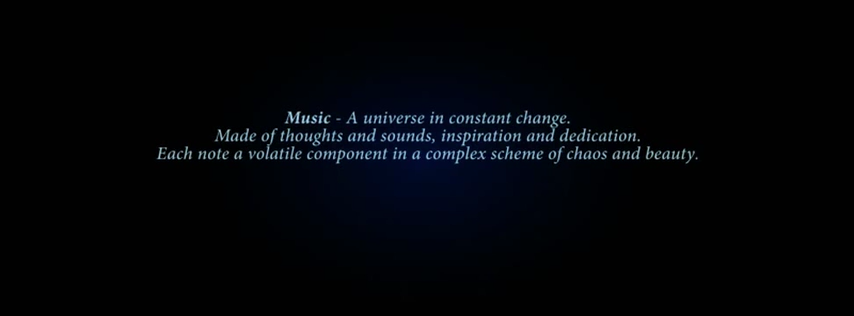 Music - A universe in constant change.
Made of thoughts and sounds, inspiration and dedication.
Each note a volatile component in a complex scheme of chaos and beauty.